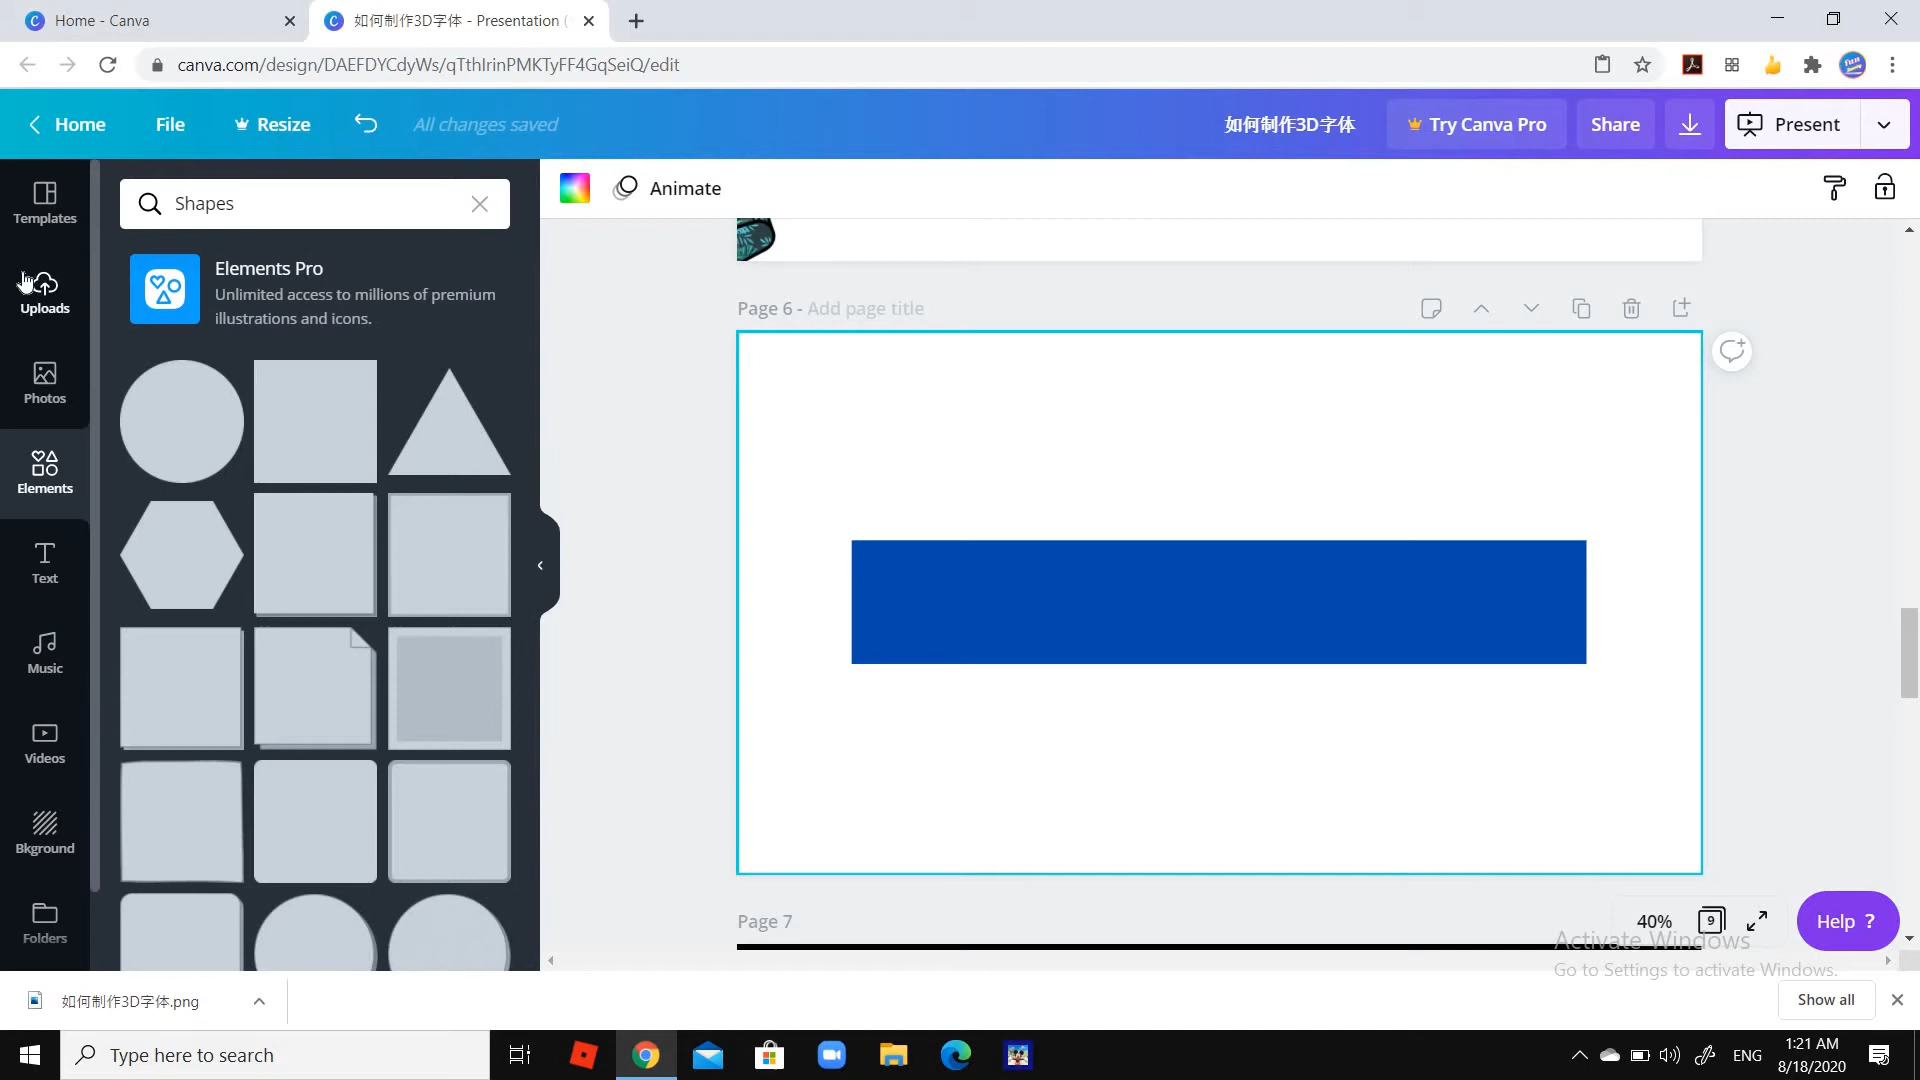 Home - Canva
如何制作3D字体 - Presentation (
canva.com/design/DAEFDYCdyWs/qTthIrinPMKTyFF4GqSeiQ/edit
Home
File
Resize
All changes saved
如何制作3D字体
Try Canva Pro
Share
Present
Templates
Uploads
Photos
Elements
Text
Music
Videos
Bkground
Folders
Shapes
Elements Pro
Unlimited access to millions of premium
illustrations and icons.
Animate
Page 6 - Add page title
Page 7
40%
9
Help ?
Activate Windows
Go to Settings to activate Windows.
如何制作3D字体.png
Show all
Type here to search
ENG
1:21 AM
8/18/2020